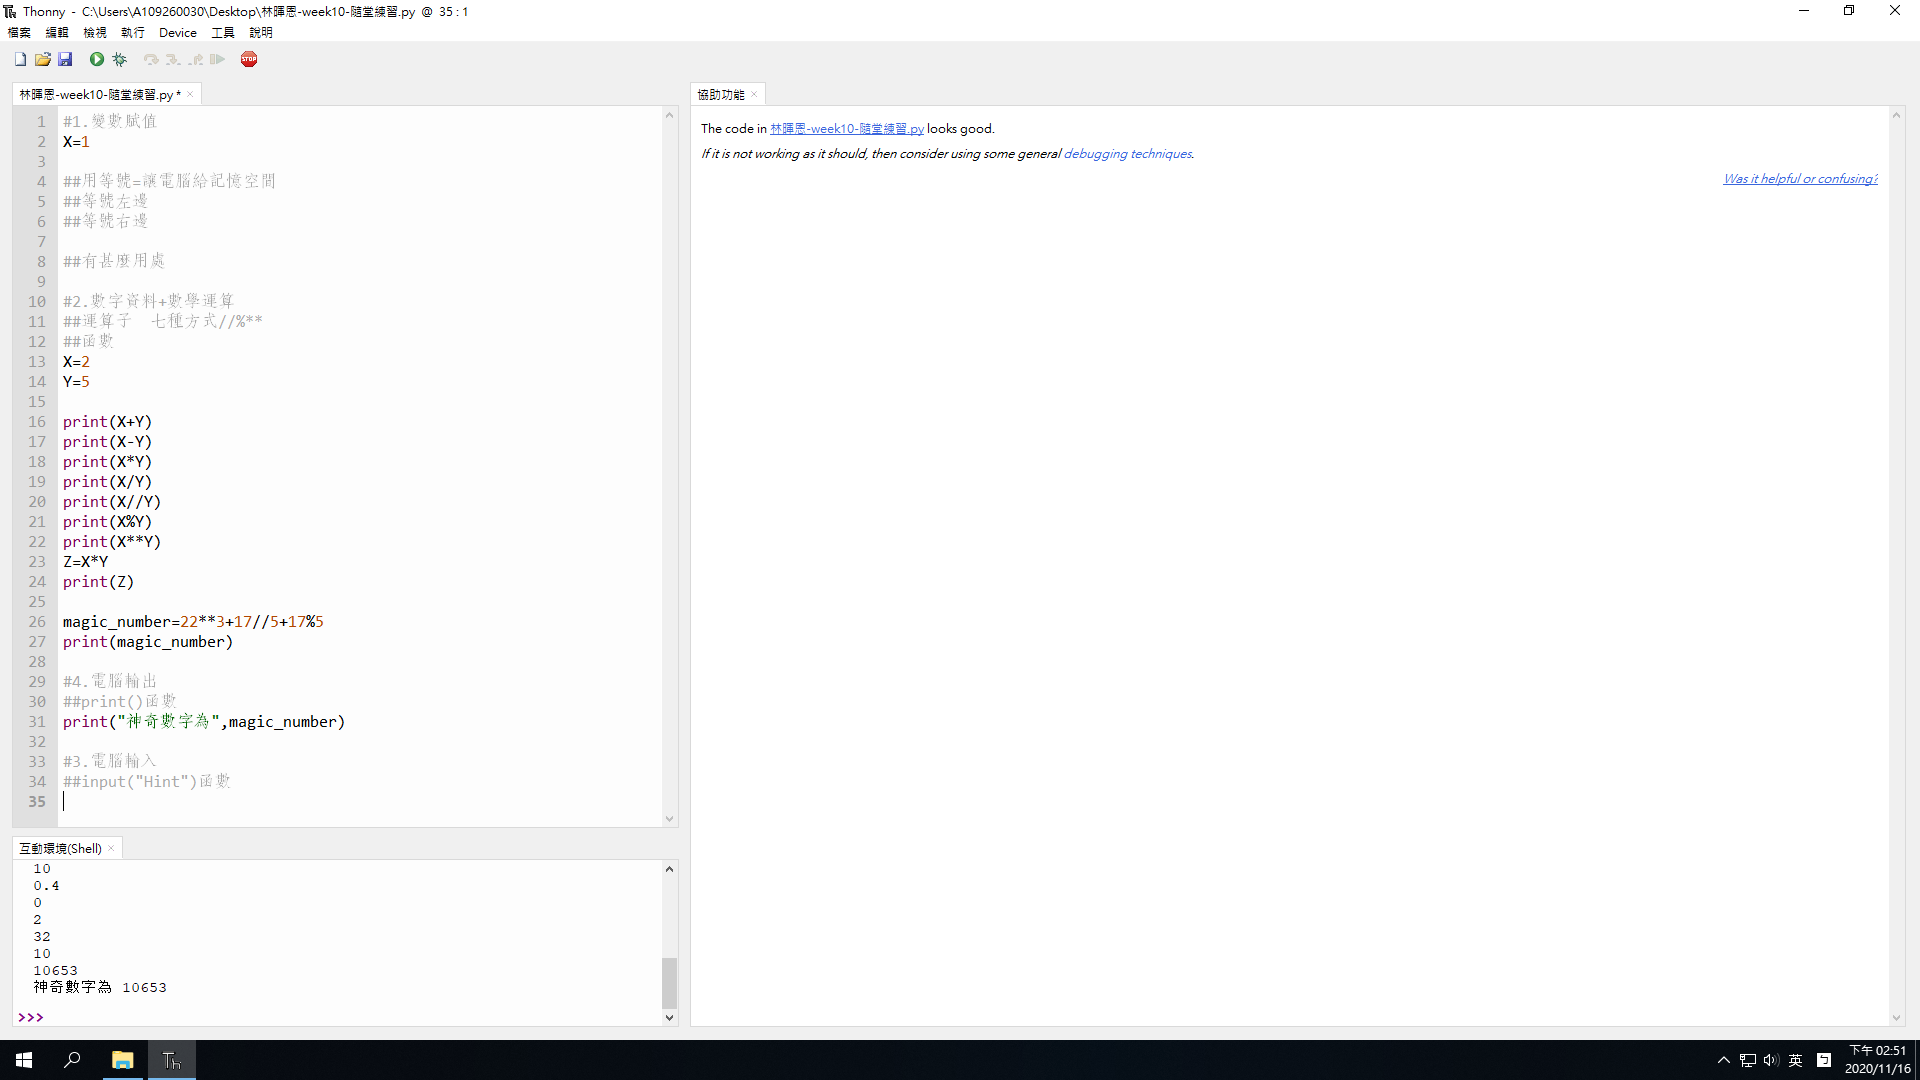 Thonny - C:\Users\A109260030\Desktop\林暉恩-week10-隨堂練習.py @ 35 : 1
檔案 編輯 檢視 執行 Device 工具 說明
STOP
林暉恩-week10-隨堂練習.py * ×
1 #1.變數賦值
2 X=1
3
4 ##用等號=讓電腦給記憶空間
5 ##等號左邊
6 ##等號右邊
7
8 ##有甚麼用處
9
10 #2.數字資料+數學運算
11 ##運算子 七種方式//%**
12 ##函數
13 X=2
14 Y=5
15
16 print(X+Y)
17 print(X-Y)
18 print(X*Y)
19 print(X/Y)
20 print(X//Y)
21 print(X%Y)
22 print(X**Y)
23 Z=X*Y
24 print(Z)
25
26 magic_number=22**3+17//5+17%5
27 print(magic_number)
28
29 #4.電腦輸出
30 ##print()函數
31 print("神奇數字為",magic_number)
32
33 #3.電腦輸入
34 ##input("Hint")函數
35
互動環境(Shell) ×
10
0.4
0
2
32
10
10653
神奇數字為 10653
>>>
協助功能 ×
The code in 林暉恩-week10-隨堂練習.py looks good.
If it is not working as it should, then consider using some general debugging techniques.
Was it helpful or confusing?
英
下午 02:51
2020/11/16